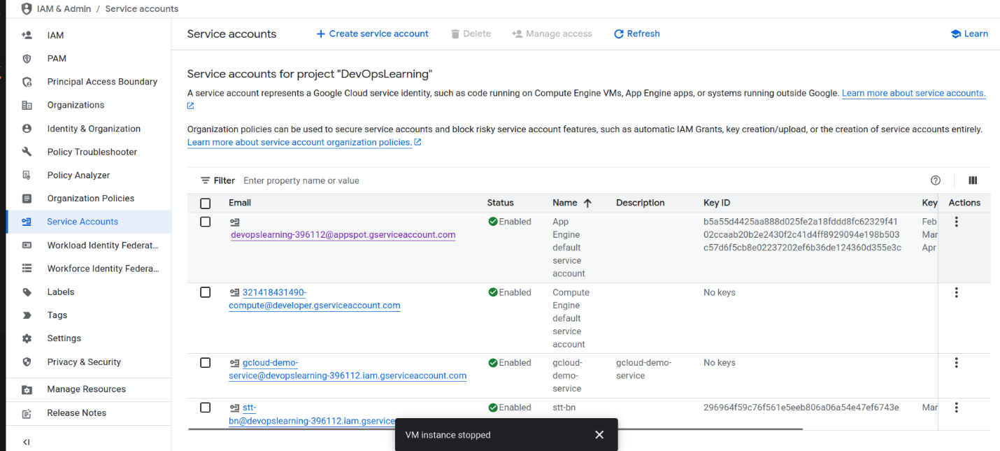 IAM & Admin / Service accounts
IAM
PAM
Principal Access Boundary
Organizations
Identity & Organization
Policy Troubleshooter
Policy Analyzer
Organization Policies
Service Accounts
Workload Identity Federat...
Workforce Identity Federa...
Labels
Tags
Settings
Privacy & Security
Manage Resources
Release Notes
Service accounts
Create service account
Delete
Manage access
Refresh
Learn
Service accounts for project "DevOpsLearning"
A service account represents a Google Cloud service identity, such as code running on Compute Engine VMs, App Engine apps, or systems running outside Google. Learn more about service accounts.
Organization policies can be used to secure service accounts and block risky service account features, such as automatic IAM Grants, key creation/upload, or the creation of service accounts entirely.
Learn more about service account organization policies.
Filter Enter property name or value
Email Status Name Description Key ID Key Actions
devopslearning-396112@appspot.gserviceaccount.com
Enabled
App
Engine
default
service
account
b5a55d4425aa888d025fe2a18fddd8fc62329f41 Feb
02ccaab20b2e2430f2c41d4ff8929094e198b503 Mar
c57d6f5cb8e02237202ef6b36de124360d355e3c Apr
321418431490-
compute@developer.gserviceaccount.com
Enabled
Compute
Engine
default
service
account
No keys
gcloud-demo-
service@devopslearning-396112.iam.gserviceaccount.com
Enabled
gcloud-
demo-
service
gcloud-demo-
service
No keys
stt-
bn@devopslearning-396112.iam.gservice
Enabled
stt-bn
296964f59c76f561e5eeb806a06a54e47ef6743e Mar
VM instance stopped